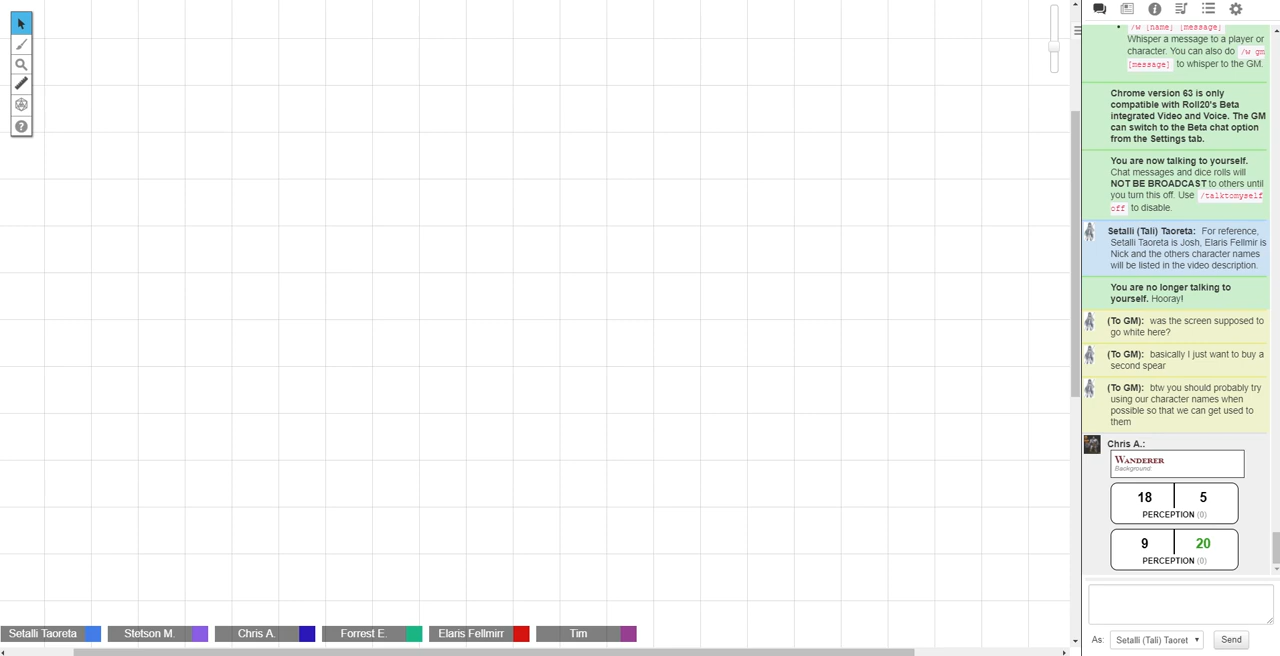 /w [name] [message]
Whisper a message to a player or
character. You can also do /w gm
[message] to whisper to the GM.
Chrome version 63 is only
compatible with Roll20's Beta
integrated Video and Voice. The GM
can switch to the Beta chat option
from the Settings tab.
You are now talking to yourself.
Chat messages and dice rolls will
NOT BE BROADCAST to others until
you turn this off. Use /talktomyself
off to disable.
Setalli (Tali) Taoreta: For reference,
Setalli Taoreta is Josh, Elaris Fellmir is
Nick and the others character names
will be listed in the video description.
You are no longer talking to
yourself. Hooray!
(To GM): was the screen supposed to
go white here?
(To GM): basically I just want to buy a
second spear
(To GM): btw you should probably try
using our character names when
possible so that we can get used to
them
Chris A.:
WANDERER
Background:
18 5
PERCEPTION (0)
9 20
PERCEPTION (0)
As: Setalli (Tali) Taoret Send
Setalli Taoreta Stetson M. Chris A. Forrest E. Elaris Fellmirr Tim